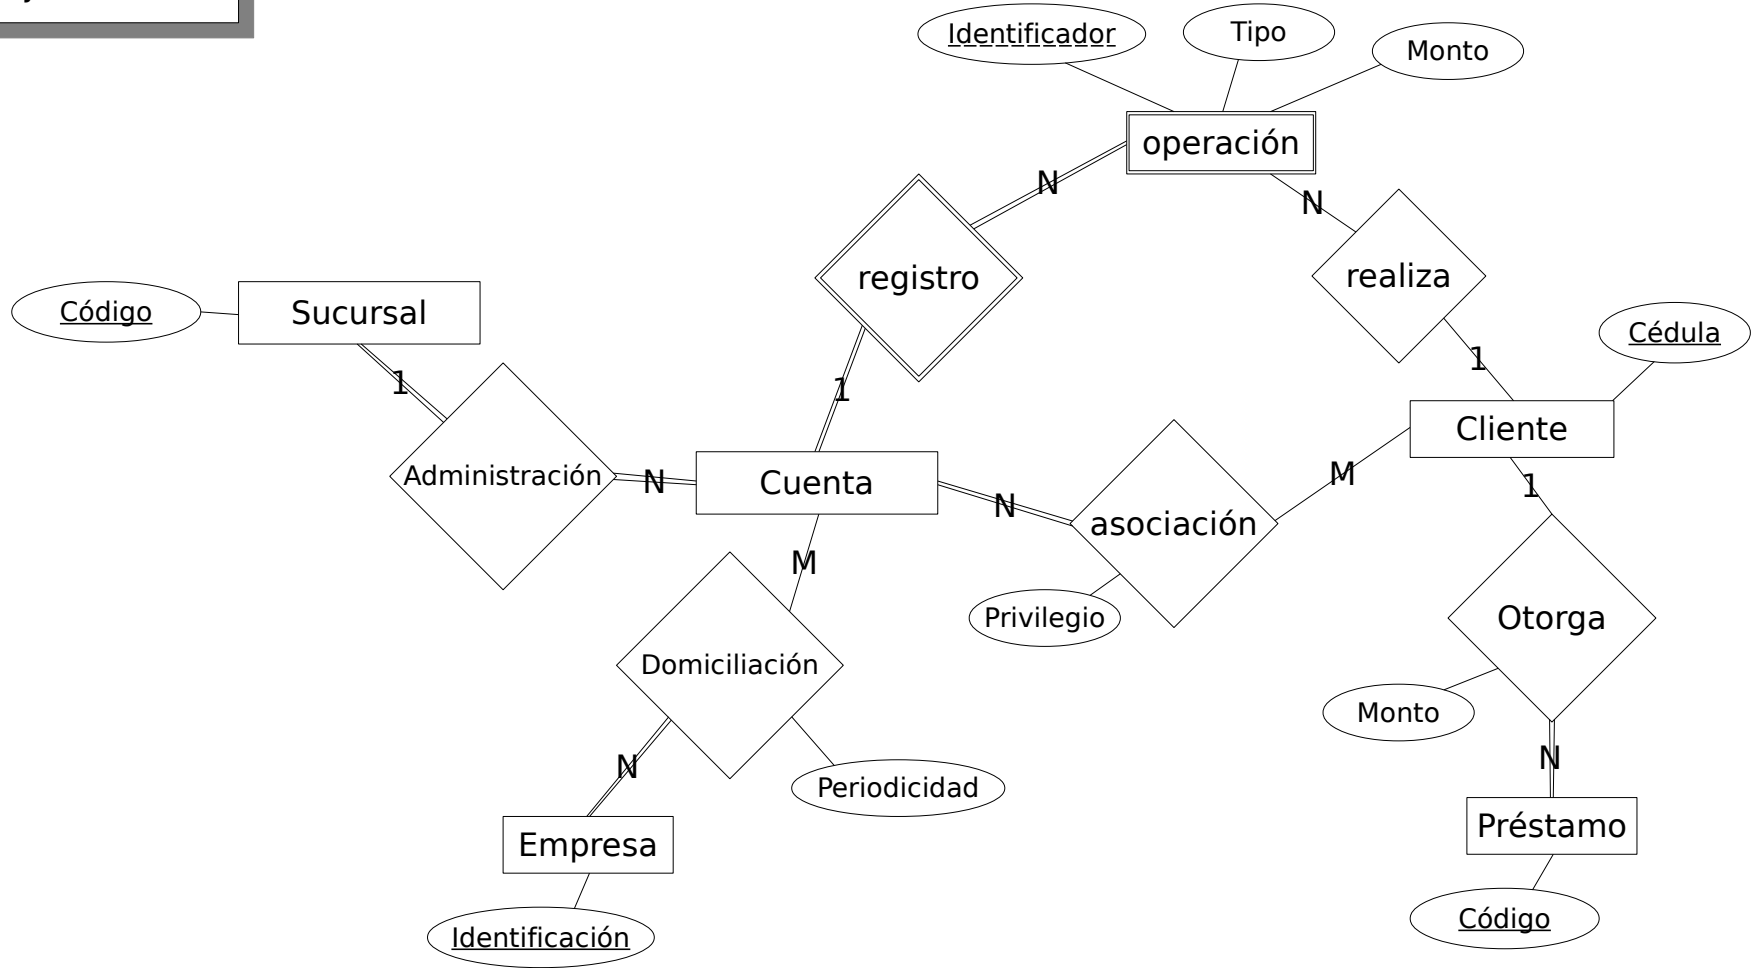 Identificador
Tipo
Monto
operación
N
N
registro
realiza
Código
Sucursal
1
1
1
Cédula
Administración
N
Cuenta
N
asociación
M
Cliente
1
M
Privilegio
Otorga
Domiciliación
Monto
N
Periodicidad
N
Empresa
Préstamo
Identificación
Código